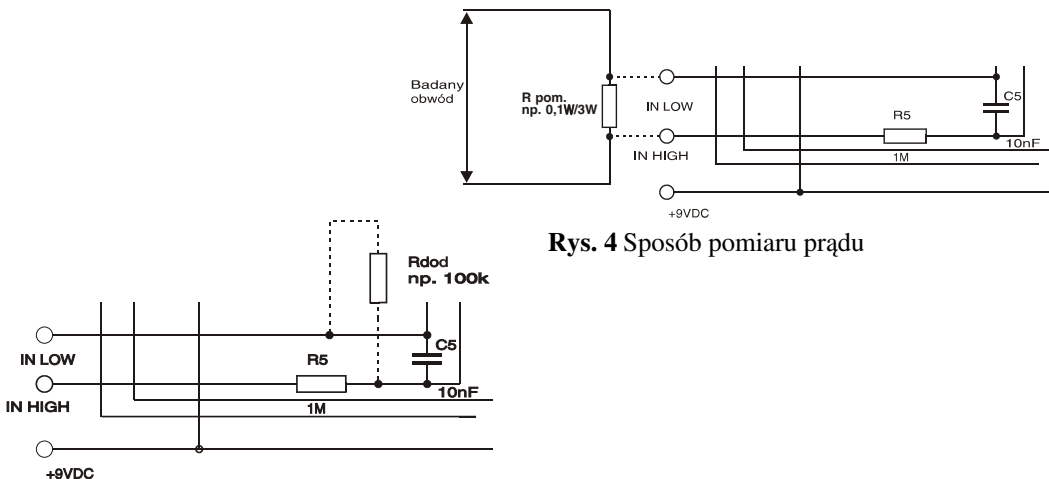 Badany
obwód
R pom.
np. 0,1W/3W
IN LOW
IN HIGH
R5
1M
C5
10nF
+9VDC
Rys. 4 Sposób pomiaru prądu
Rdod
np. 100k
IN LOW
IN HIGH
R5
1M
C5
10nF
+9VDC